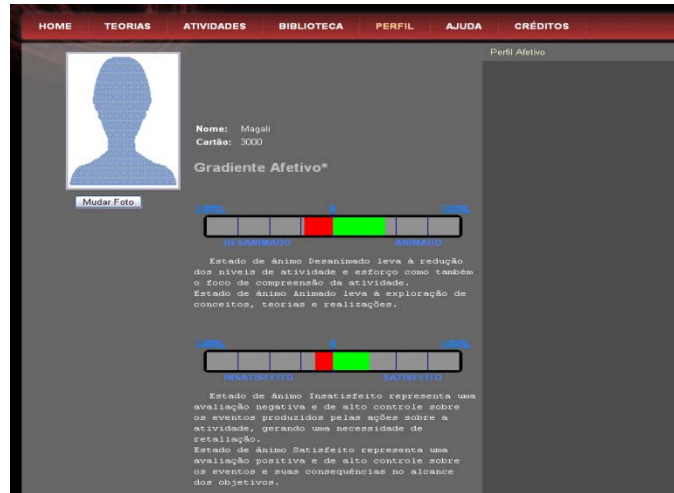 HOME TEORIAS ATIVIDADES BIBLIOTECA PERFIL AJUDA CRÉDITOS
Perfil Afetivo
Nome: Magali
Cartão: 3000
Gradiente Afetivo*
Mudar Foto
100% 0 100%
DESANIMADO ANIMADO
Estado de ânimo Desanimado leva à redução
dos níveis de atividade e esforço como também
o foco de compreensão da atividade.
Estado de ânimo Animado leva à exploração de
conceitos, teorias e realizações.
100% 0 100%
INSATISFEITO SATISFEITO
Estado de ânimo Insatisfeito representa uma
avaliação negativa e de alto controle sobre
os eventos produzidos pelas ações sobre a
atividade, gerando uma necessidade de
retaliação.
Estado de ânimo Satisfeito representa uma
avaliação positiva e de alto controle sobre
os eventos e suas consequências no alcance
dos objetivos.